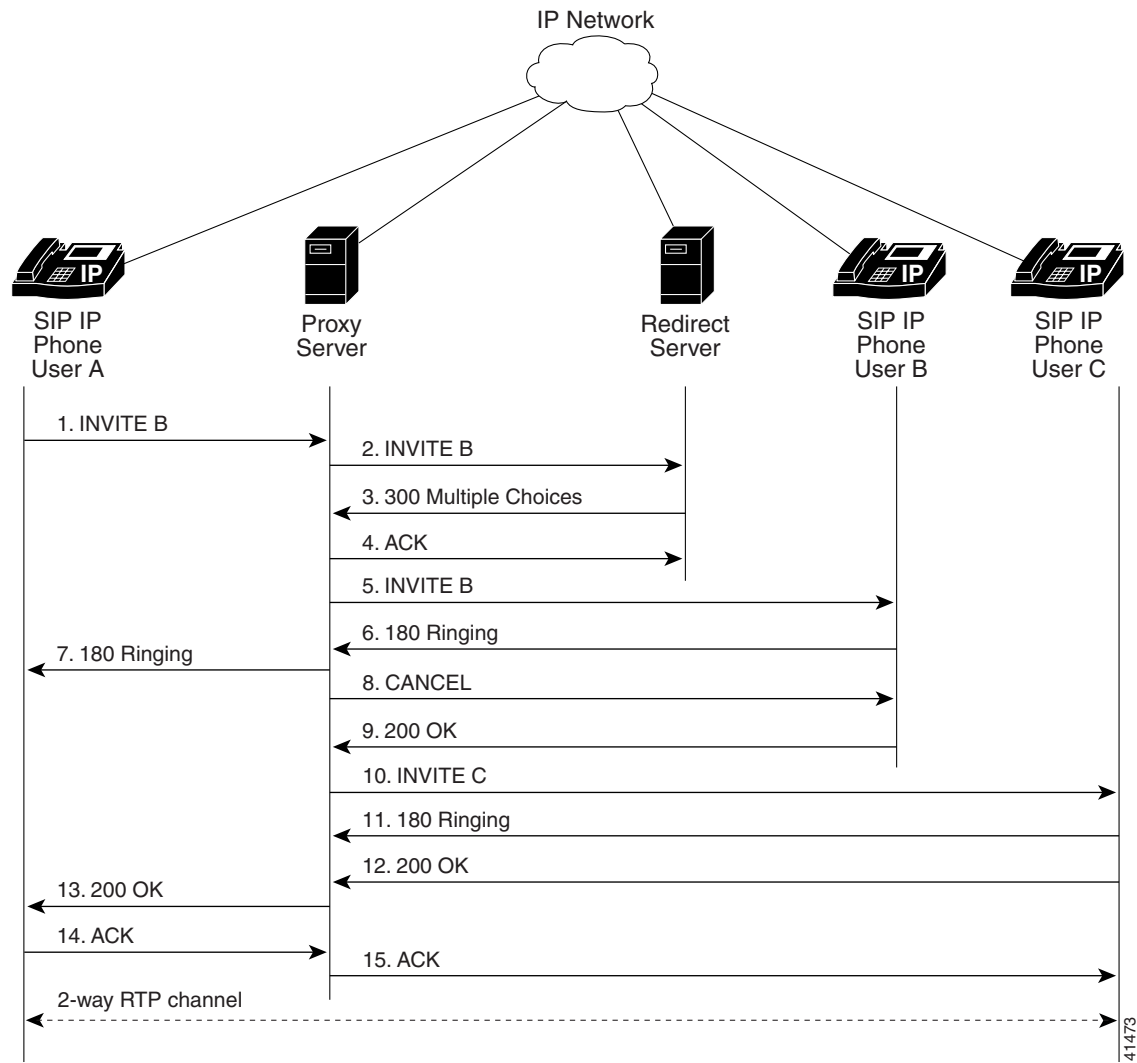 IP Network
IP
IP
IP
SIP IP
Phone
User A
Proxy
Server
Redirect
Server
SIP IP
Phone
User B
SIP IP
Phone
User C
1. INVITE B
2. INVITE B
3. 300 Multiple Choices
4. ACK
5. INVITE B
6. 180 Ringing
7. 180 Ringing
8. CANCEL
9. 200 OK
10. INVITE C
11. 180 Ringing
12. 200 OK
13. 200 OK
14. ACK
15. ACK
2-way RTP channel
41473